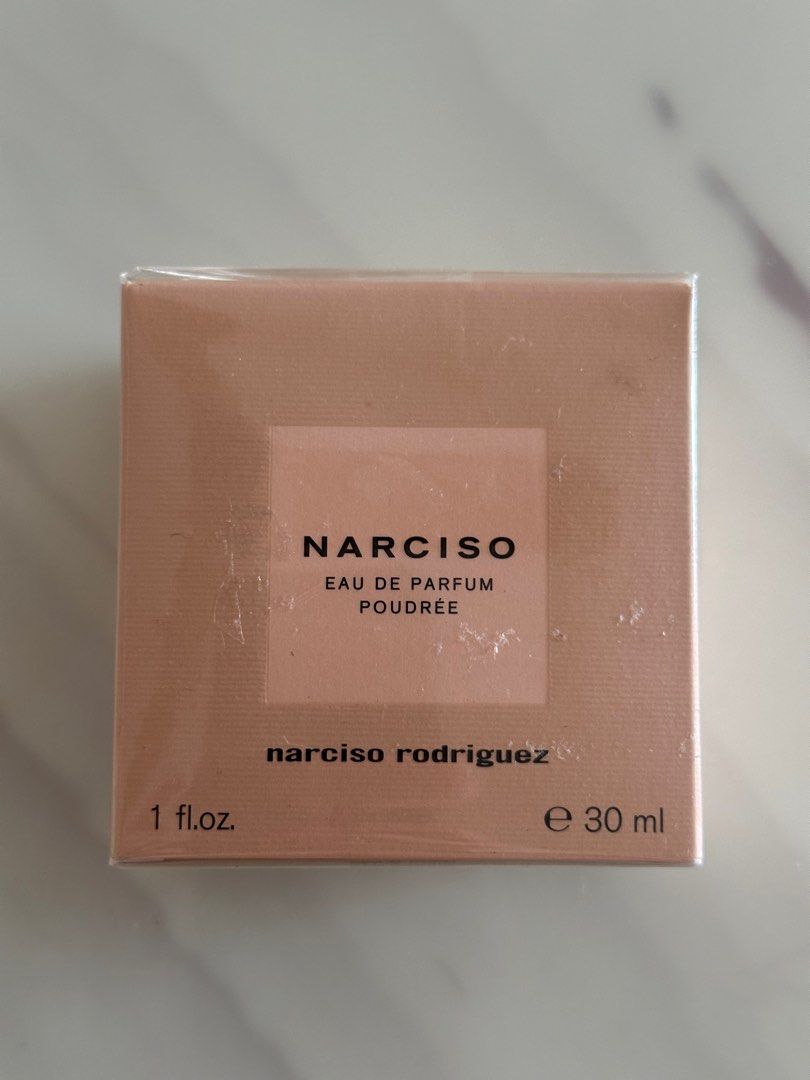 NARCISO
EAU DE PARFUM
POUDRÉE
narciso rodriguez
1 fl.oz. ℮ 30 ml